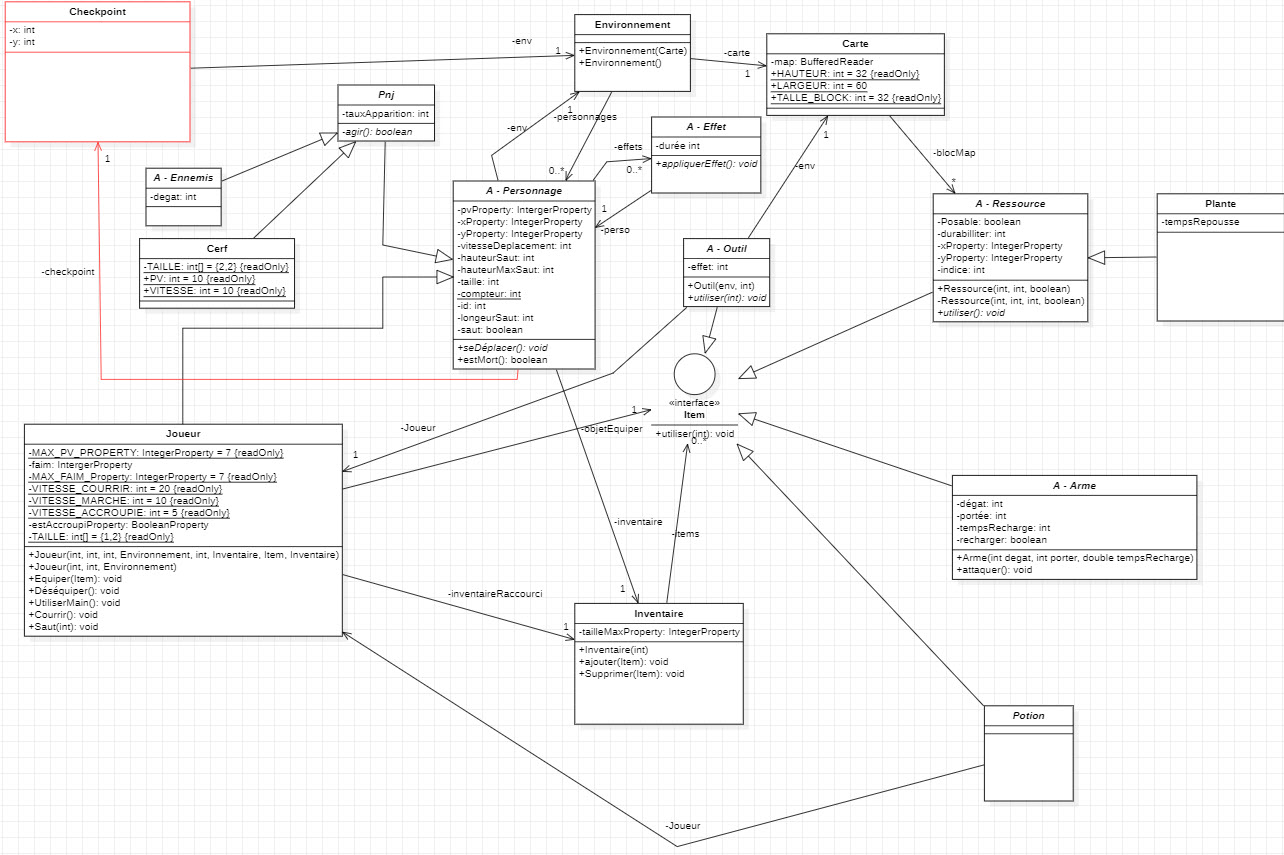 Checkpoint
-x: int
-y: int
-env
1
Environnement
+Environnement(Carte)
+Environnement()
-carte
1
Carte
-map: BufferedReader
+HAUTEUR: int = 32 {readOnly}
+LARGEUR: int = 60
+TALLE_BLOCK: int = 32 {readOnly}
Pnj
-tauxApparition: int
-agir(): boolean
-env
1
-personnages
0..*
A - Effet
-durée int
+appliquerEffet(): void
-effets
0..*
1
-perso
-env
1
-blocMap
*
1
A - Ennemis
-degat: int
Cerf
-TAILLE: int[] = {2,2} {readOnly}
+PV: int = 10 {readOnly}
+VITESSE: int = 10 {readOnly}
-checkpoint
A - Personnage
-pvProperty: IntergerProperty
-xProperty: IntegerProperty
-yProperty: IntegerProperty
-vitesseDeplacement: int
-hauteurSaut: int
-hauteurMaxSaut: int
-taille: int
-compteur: int
-id: int
-longeurSaut: int
-saut: boolean
+seDéplacer(): void
+estMort(): boolean
A - Outil
-effet: int
+Outil(env, int)
+utiliser(int): void
A - Ressource
-Posable: boolean
-durabilliter: int
-xProperty: IntegerProperty
-yProperty: IntegerProperty
-indice: int
+Ressource(int, int, boolean)
-Ressource(int, int, int, boolean)
+utiliser(): void
Plante
-tempsRepousse
«interface»
Item
+utiliser(int): void
0..*
-Joueur
1
1
-objetEquiper
Joueur
-MAX_PV_PROPERTY: IntegerProperty = 7 {readOnly}
-faim: IntergerProperty
-MAX_FAIM_Property: IntegerProperty = 7 {readOnly}
-VITESSE_COURRIR: int = 20 {readOnly}
-VITESSE_MARCHE: int = 10 {readOnly}
-VITESSE_ACCROUPIE: int = 5 {readOnly}
-estAccroupiProperty: BooleanProperty
-TAILLE: int[] = {1,2} {readOnly}
+Joueur(int, int, int, Environnement, int, Inventaire, Item, Inventaire)
+Joueur(int, int, Environnement)
+Equiper(Item): void
+Déséquiper(): void
+UtiliserMain(): void
+Courrir(): void
+Saut(int): void
A - Arme
-dégat: int
-portée: int
-tempsRecharge: int
-recharger: boolean
+Arme(int degat, int porter, double tempsRecharge)
+attaquer(): void
-inventaire
1
-items
-inventaireRaccourci
1
Inventaire
-tailleMaxProperty: IntegerProperty
+Inventaire(int)
+ajouter(Item): void
+Supprimer(Item): void
Potion
-Joueur